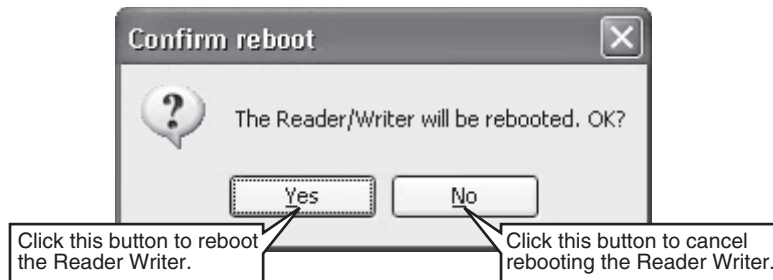 Confirm reboot
The Reader/Writer will be rebooted. OK?
Yes
No
Click this button to reboot
the Reader Writer.
Click this button to cancel
rebooting the Reader Writer.